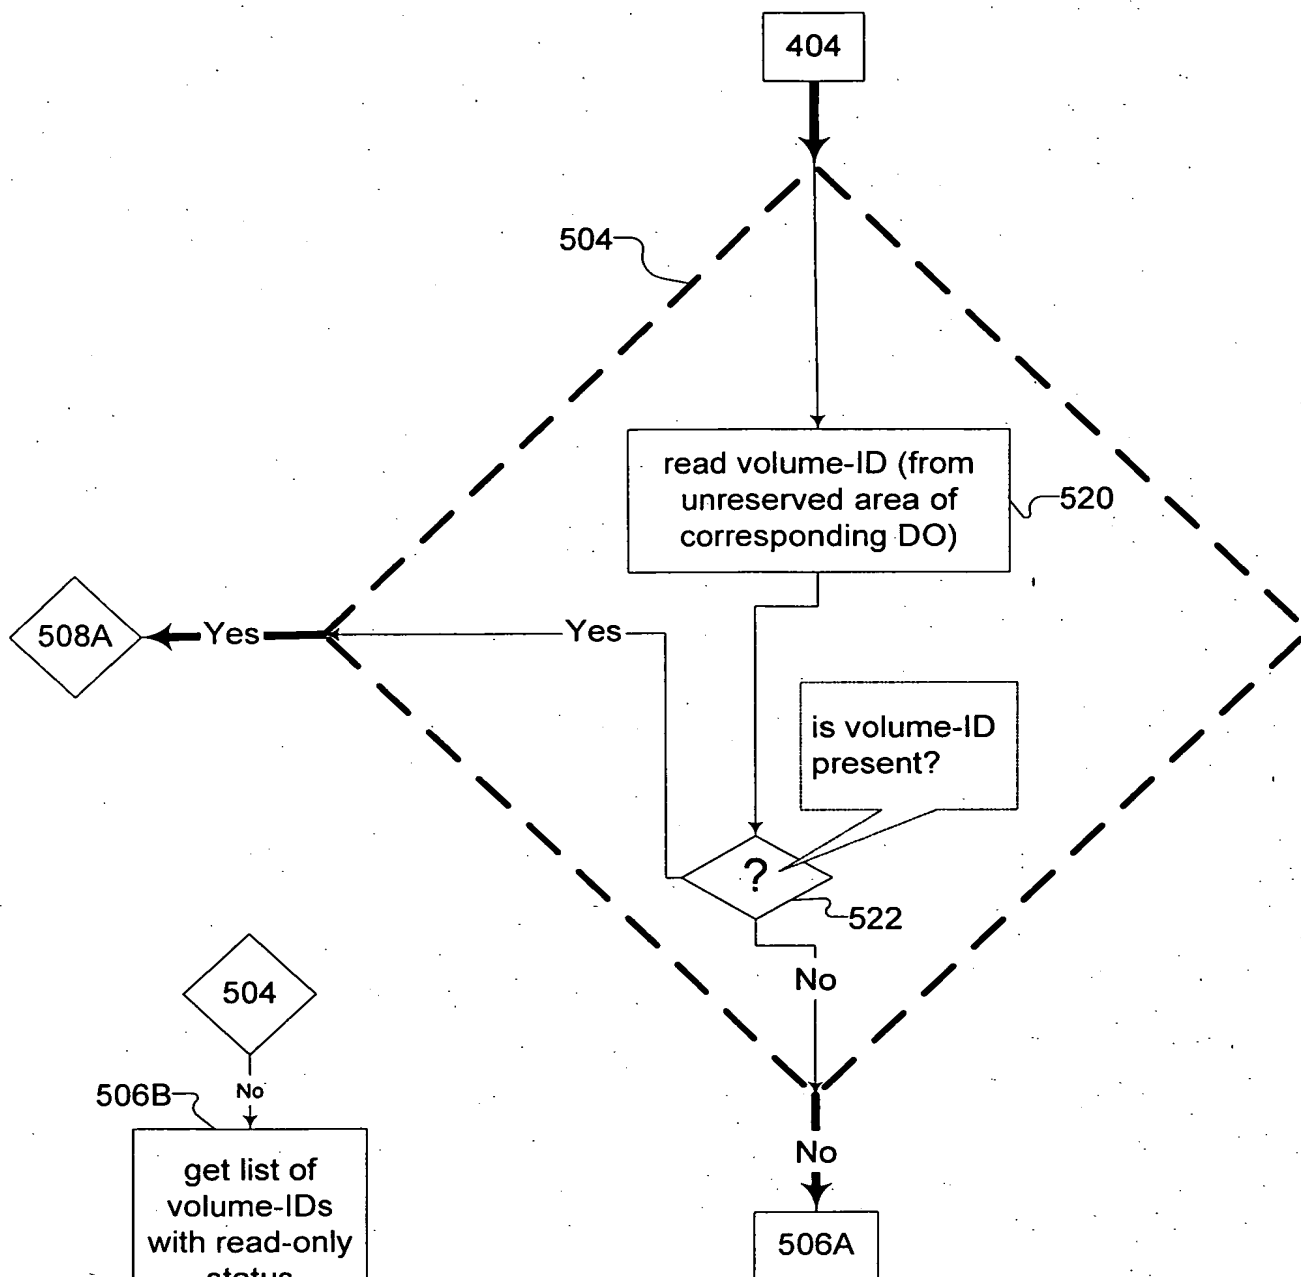 404
504
read volume-ID (from
unreserved area of
corresponding DO)
520
508A
Yes
Yes
is volume-ID
present?
?
522
No
504
No
506B
No
get list of
volume-IDs
with read-only
status
506A